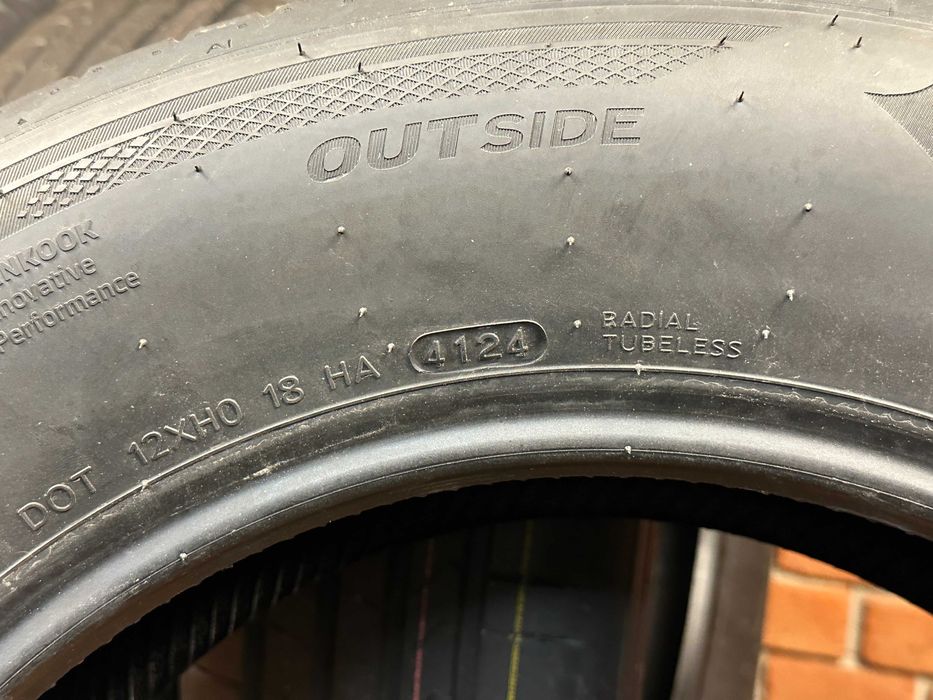 OUTSIDE
NKOOK
novative
Performance
RADIAL
TUBELESS
DOT 12XH0 18 HA 4124